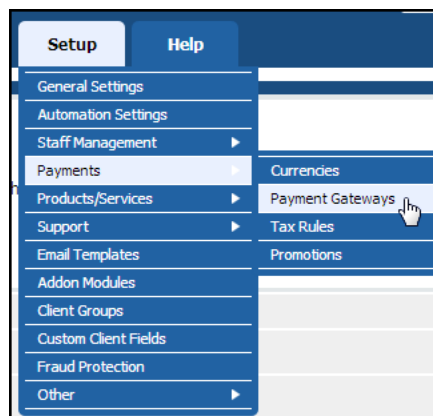 Setup
Help
General Settings
Automation Settings
Staff Management
Payments
Products/Services
Support
Email Templates
Addon Modules
Client Groups
Custom Client Fields
Fraud Protection
Other
Currencies
Payment Gateways
Tax Rules
Promotions